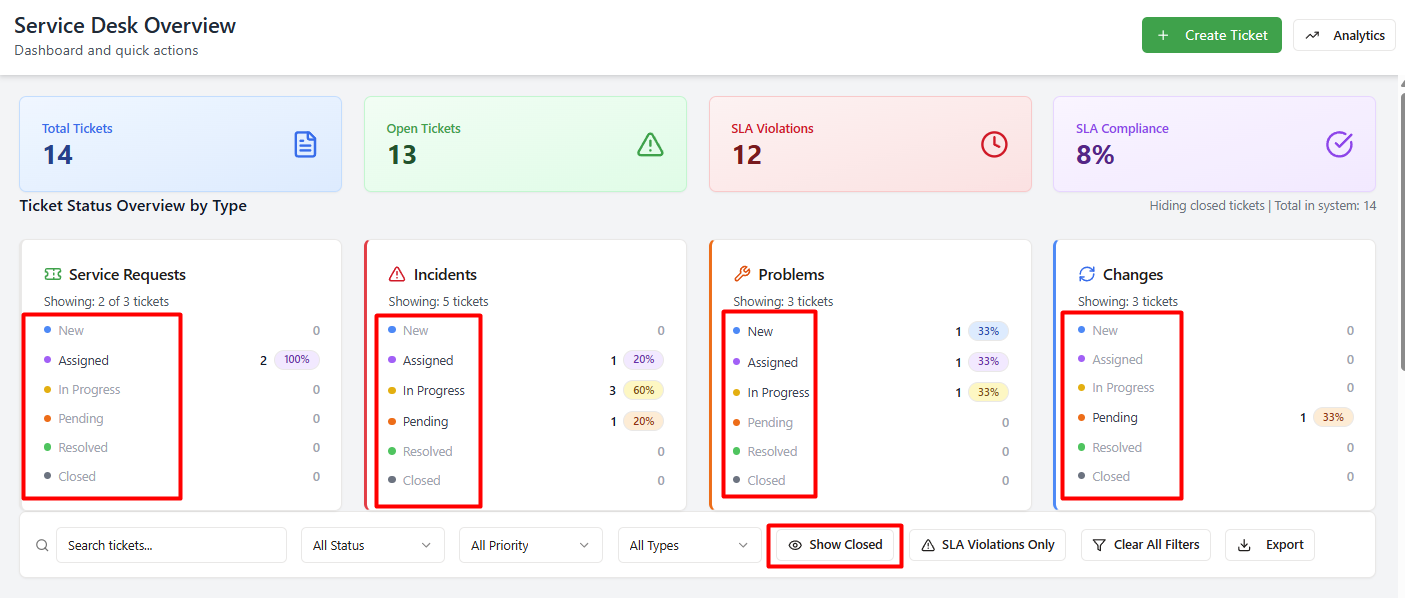 Service Desk Overview
Dashboard and quick actions
Create Ticket
Analytics
Total Tickets
14
Open Tickets
13
SLA Violations
12
SLA Compliance
8%
Ticket Status Overview by Type
Hiding closed tickets | Total in system: 14
Service Requests
Showing: 2 of 3 tickets
New 0
Assigned 2 100%
In Progress 0
Pending 0
Resolved 0
Closed 0
Incidents
Showing: 5 tickets
New 0
Assigned 1 20%
In Progress 3 60%
Pending 1 20%
Resolved 0
Closed 0
Problems
Showing: 3 tickets
New 1 33%
Assigned 1 33%
In Progress 1 33%
Pending 0
Resolved 0
Closed 0
Changes
Showing: 3 tickets
New 0
Assigned 0
In Progress 0
Pending 1 33%
Resolved 0
Closed 0
Search tickets...
All Status
All Priority
All Types
Show Closed
SLA Violations Only
Clear All Filters
Export